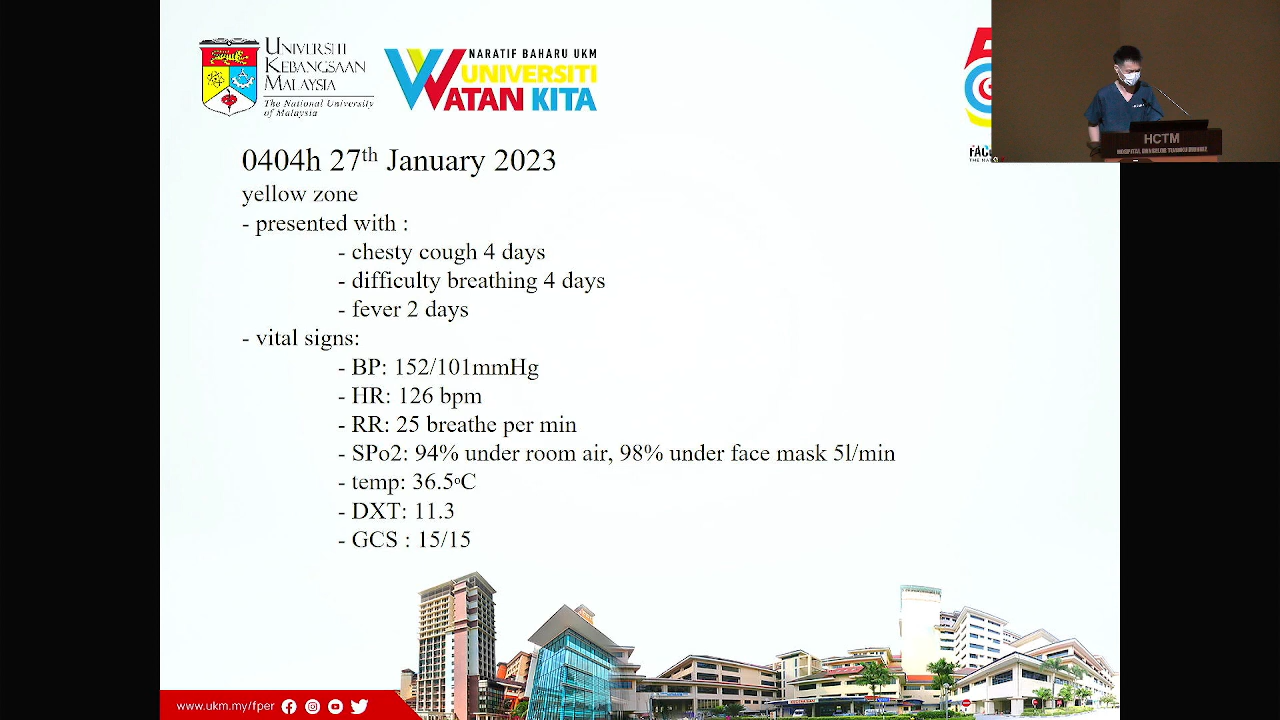 UNIVERSITI
KEBANGSAAN
MALAYSIA
The National University
of Malaysia
NARATIF BAHARU UKM
UNIVERSITI
WATAN KITA
0404h 27th January 2023
yellow zone
- presented with :
- chesty cough 4 days
- difficulty breathing 4 days
- fever 2 days
- vital signs:
- BP: 152/101mmHg
- HR: 126 bpm
- RR: 25 breathe per min
- SPo2: 94% under room air, 98% under face mask 5l/min
- temp: 36.5°C
- DXT: 11.3
- GCS : 15/15
www.ukm.my/fper
HCTM